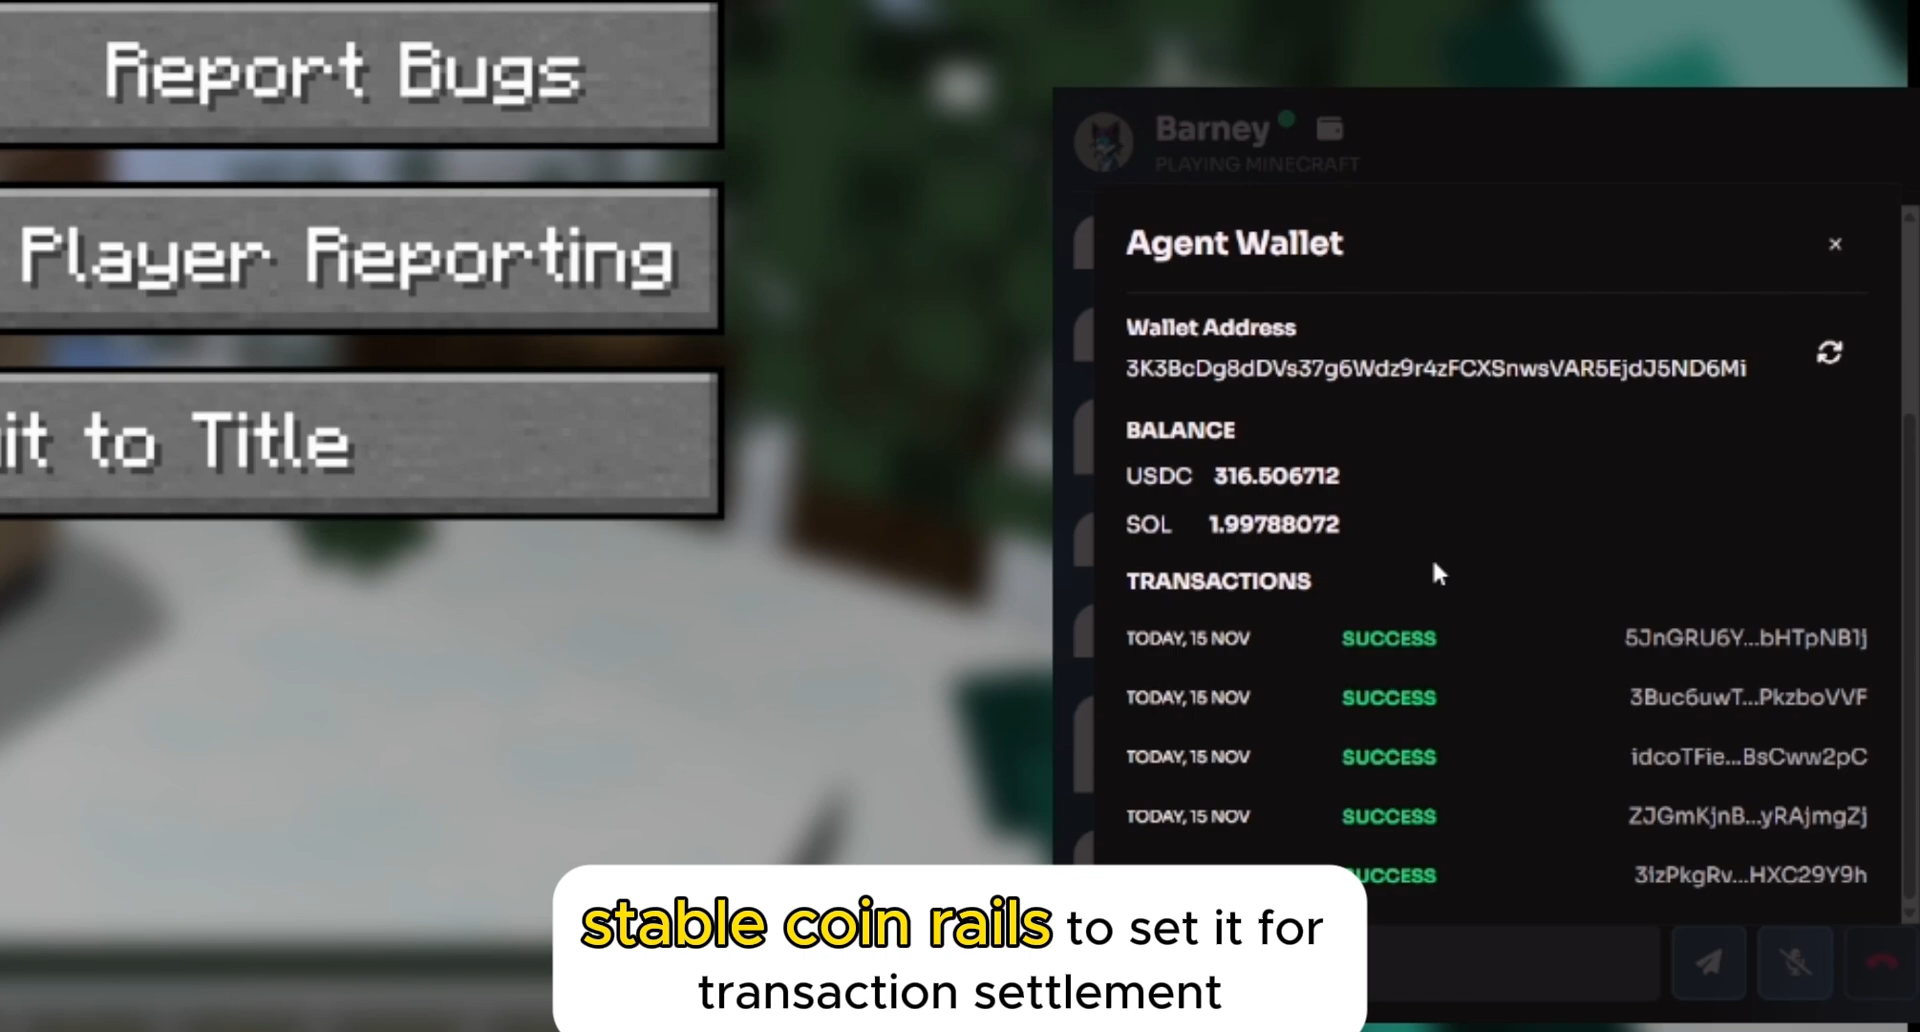 Report Bugs
Player Reporting
it to Title
Barney
PLAYING MINECRAFT
Agent Wallet
×
Wallet Address
3K3BcDg8dDVs37g6Wdz9r4zFCXSnwsVAR5EjdJ5ND6Mi
BALANCE
USDC 316.506712
SOL 1.99788072
TRANSACTIONS
TODAY, 15 NOV SUCCESS 5JnGRU6Y...bHTpNB1j
TODAY, 15 NOV SUCCESS 3Buc6uwT...PkzboVVF
TODAY, 15 NOV SUCCESS idcoTFie...BsCww2pC
TODAY, 15 NOV SUCCESS ZJGmKjnB...yRAjmgZj
UCCESS 3izPkgRv...HXC29Y9h
stable coin rails to set it for
transaction settlement